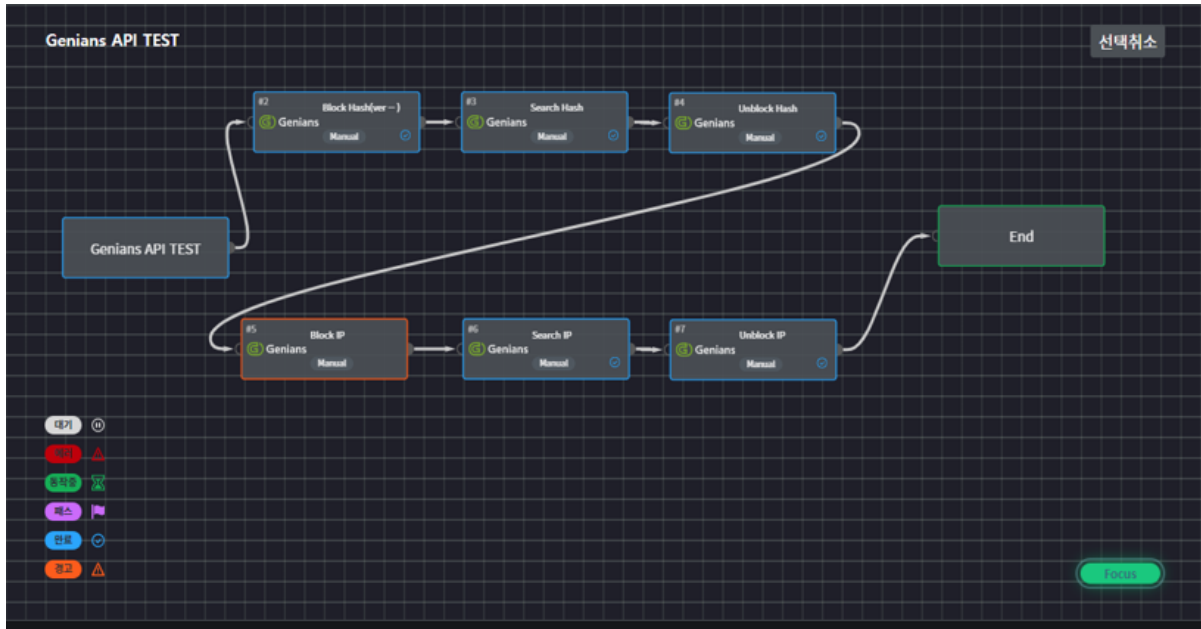 Genians API TEST
선택취소
#2
Block Hash(ver－)
Genians
Manual
#3
Search Hash
Genians
Manual
#4
Unblock Hash
Genians
Manual
Genians API TEST
End
#5
Block IP
Genians
Manual
#6
Search IP
Genians
Manual
#7
Unblock IP
Genians
Manual
대기
에러
동작중
패스
완료
경고
Focus